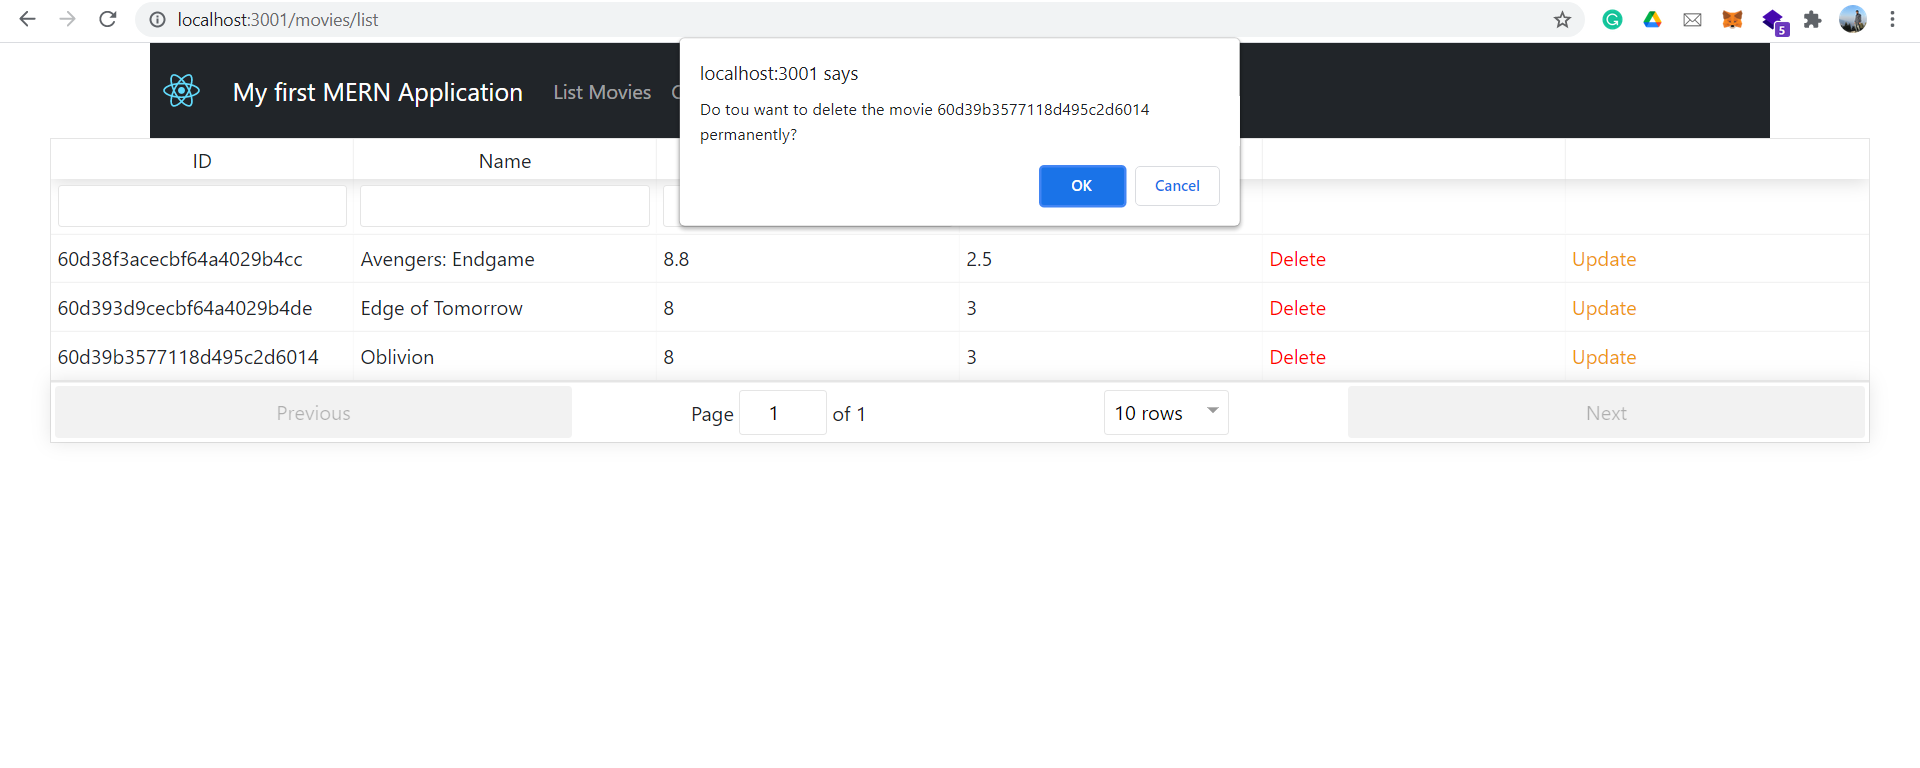 localhost:3001/movies/list
5
localhost:3001 says
Do tou want to delete the movie 60d39b3577118d495c2d6014
permanently?
OK Cancel
My first MERN Application List Movies
ID Name
60d38f3acecbf64a4029b4cc Avengers: Endgame 8.8 2.5 Delete Update
60d393d9cecbf64a4029b4de Edge of Tomorrow 8 3 Delete Update
60d39b3577118d495c2d6014 Oblivion 8 3 Delete Update
Previous Page 1 of 1 10 rows Next